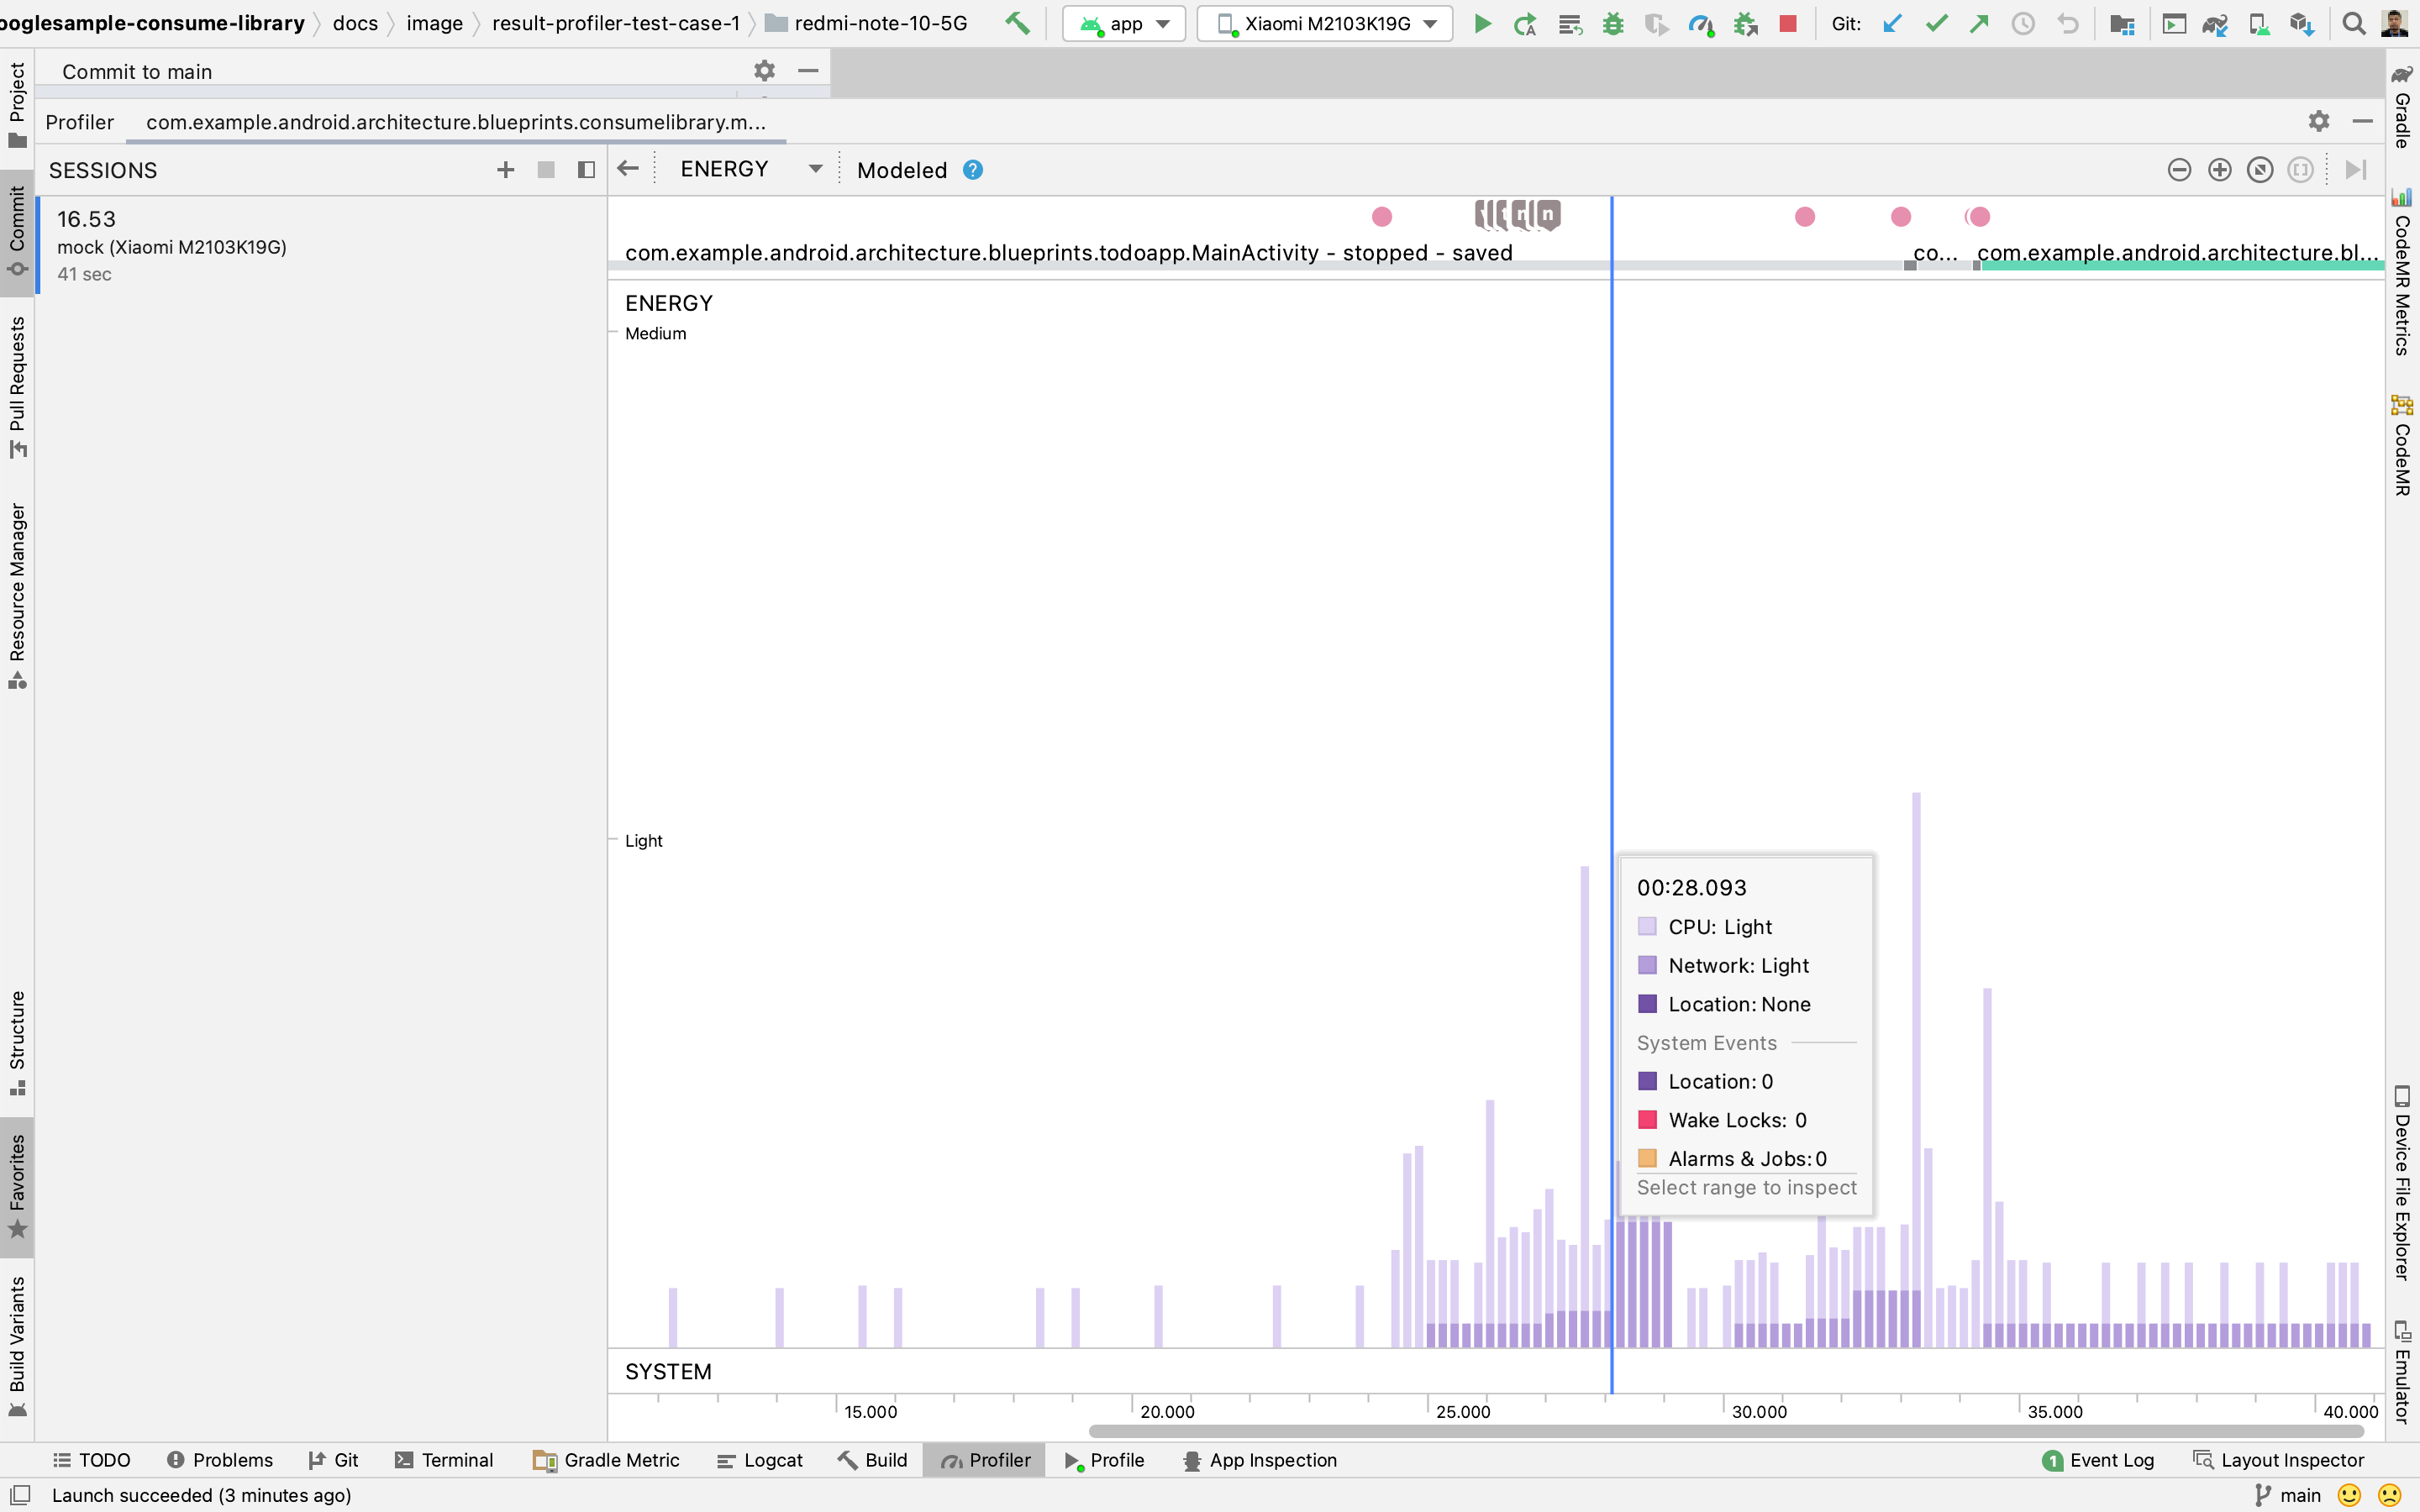 ooglesample-consume-library docs image result-profiler-test-case-1 redmi-note-10-5G app Xiaomi M2103K19G Git:
Commit to main
Profiler com.example.android.architecture.blueprints.consumelibrary.m...
SESSIONS
ENERGY Modeled ?
16.53
mock (Xiaomi M2103K19G)
41 sec
n
com.example.android.architecture.blueprints.todoapp.MainActivity - stopped - saved co... com.example.android.architecture.bl...
ENERGY
Medium
Light
00:28.093
CPU: Light
Network: Light
Location: None
System Events
Location: 0
Wake Locks: 0
Alarms & Jobs: 0
Select range to inspect
SYSTEM
15.000 20.000 25.000 30.000 35.000 40.000
Project
Commit
Pull Requests
Resource Manager
Structure
Favorites
Build Variants
Gradle
CodeMR Metrics
CodeMR
Device File Explorer
Emulator
TODO Problems Git Terminal Gradle Metric Logcat Build Profiler Profile App Inspection 1 Event Log Layout Inspector
Launch succeeded (3 minutes ago) main